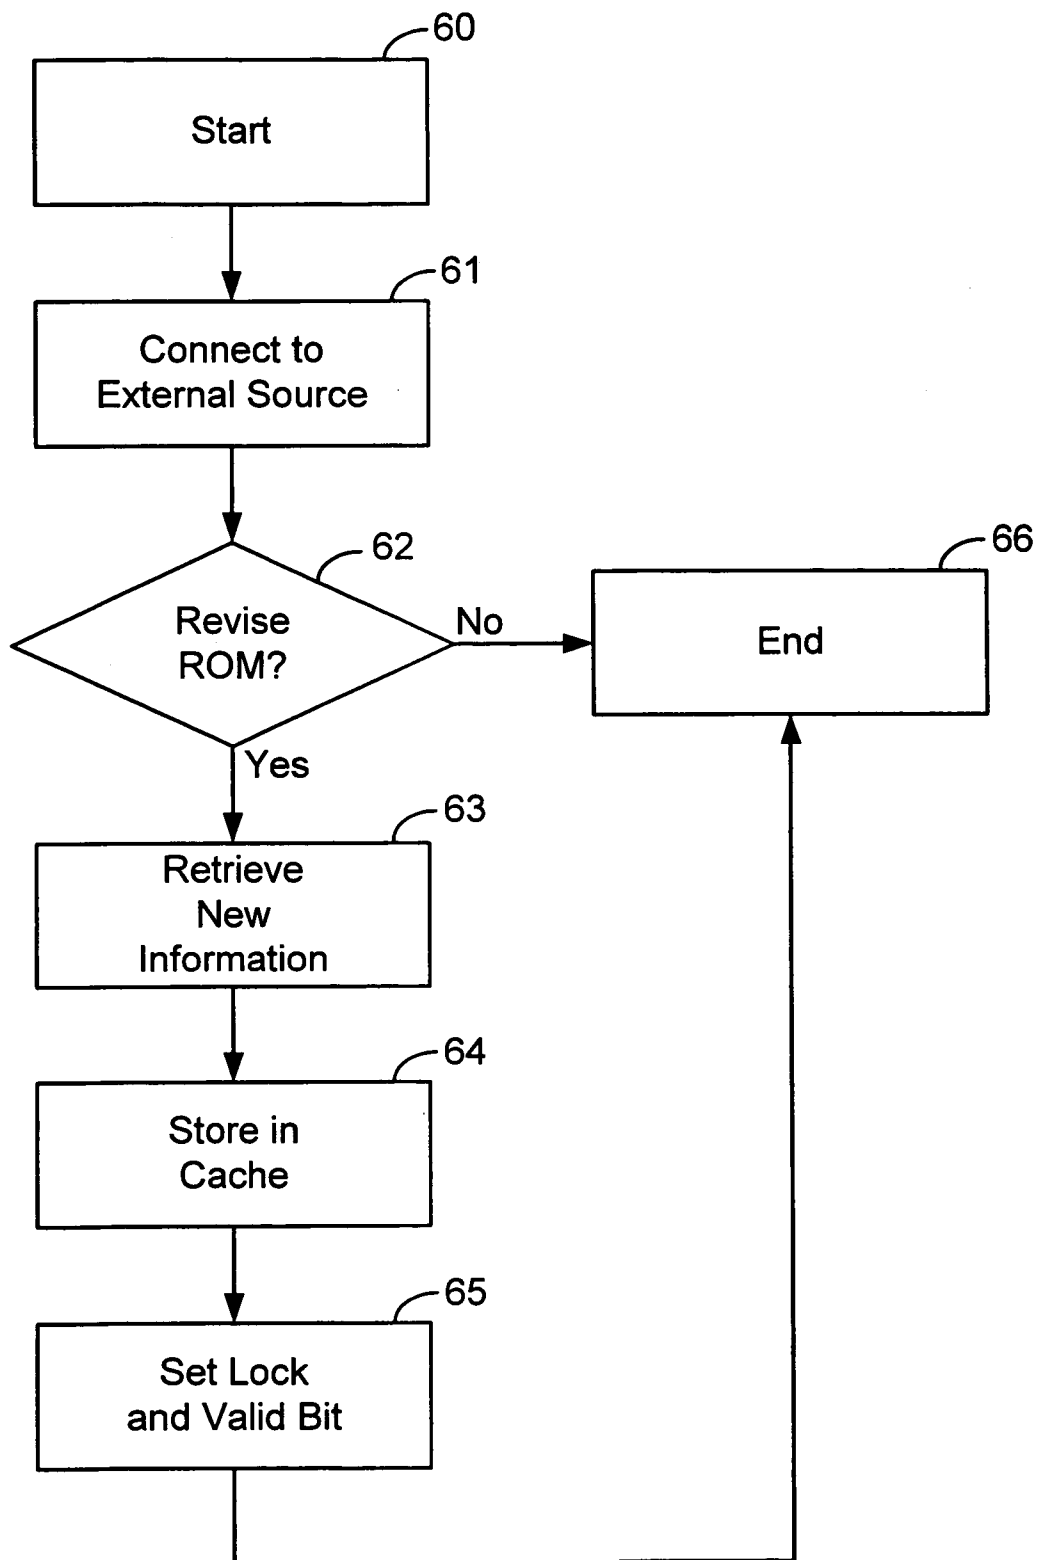 60
Start
61
Connect to
External Source
62
Revise
ROM?
No
66
End
Yes
63
Retrieve
New
Information
64
Store in
Cache
65
Set Lock
and Valid Bit